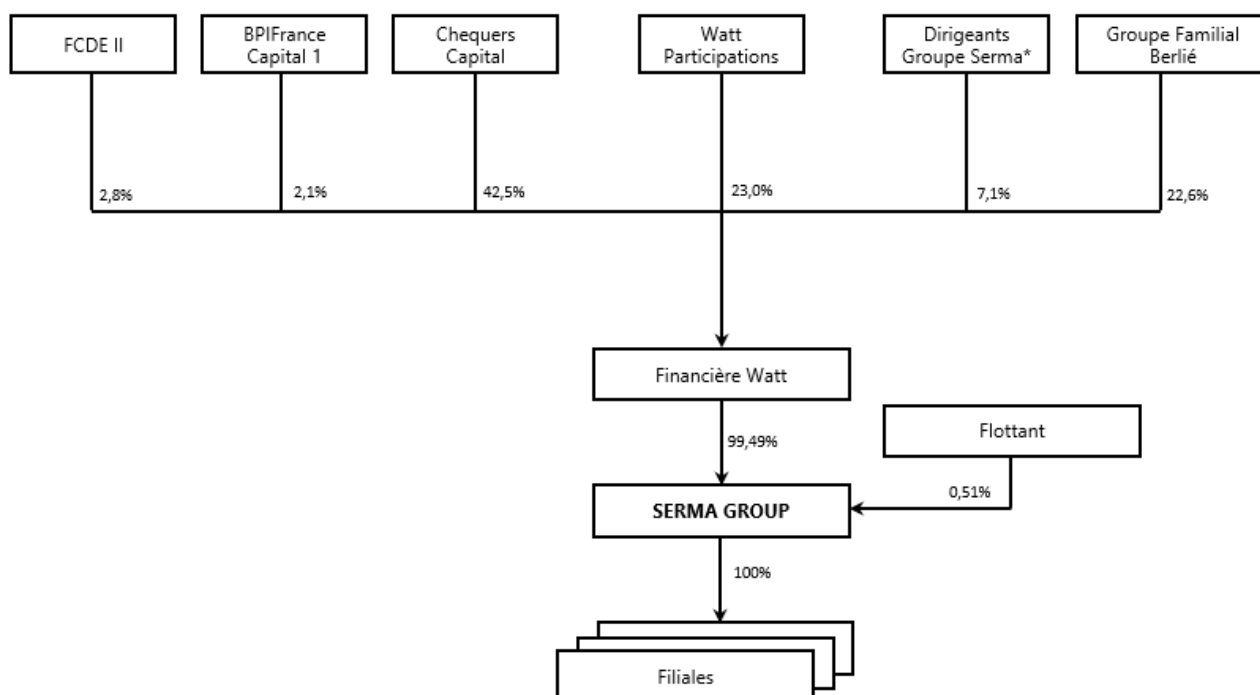 FCDE II
BPIFrance
Capital 1
Chequers
Capital
Watt
Participations
Dirigeants
Groupe Serma*
Groupe Familial
Berlié
2,8%
2,1%
42,5%
23,0%
7,1%
22,6%
Financière Watt
99,49%
Flottant
0,51%
SERMA GROUP
100%
Filiales